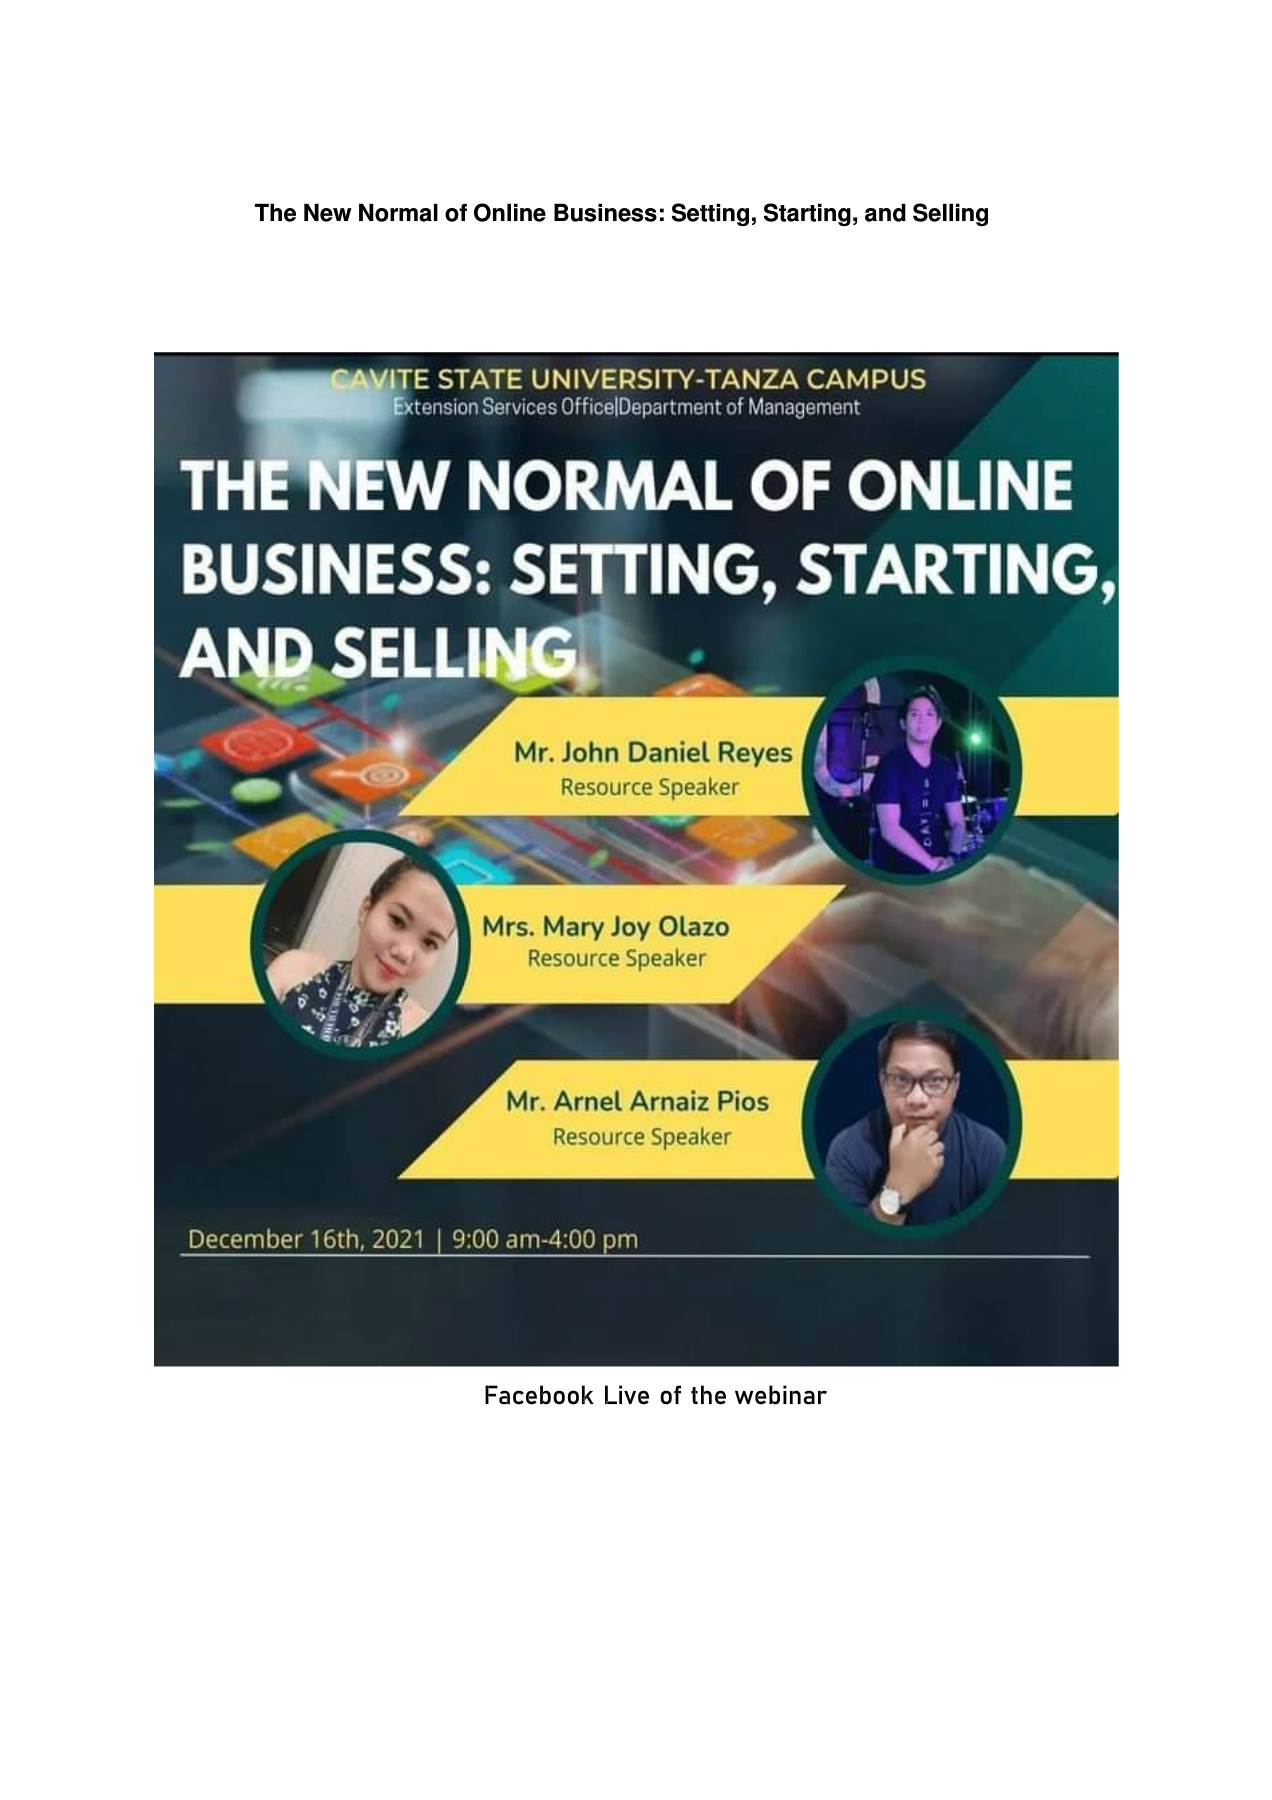 The New Normal of Online Business: Setting, Starting, and Selling
CAVITE STATE UNIVERSITY-TANZA CAMPUS
Extension Services Office|Department of Management
THE NEW NORMAL OF ONLINE
BUSINESS: SETTING, STARTING,
AND SELLING
Mr. John Daniel Reyes
Resource Speaker
Mrs. Mary Joy Olazo
Resource Speaker
Mr. Arnel Arnaiz Pios
Resource Speaker
December 16th, 2021 | 9:00 am-4:00 pm
Facebook Live of the webinar